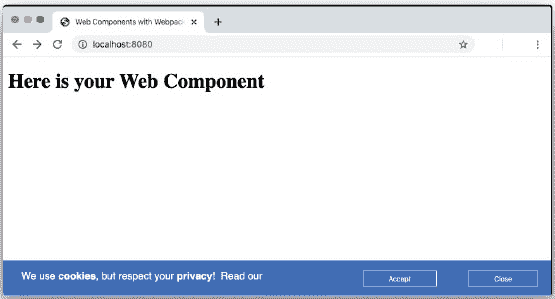 Web Components with Webpac
localhost:8080
Here is your Web Component
We use cookies, but respect your privacy! Read our
Accept
Close